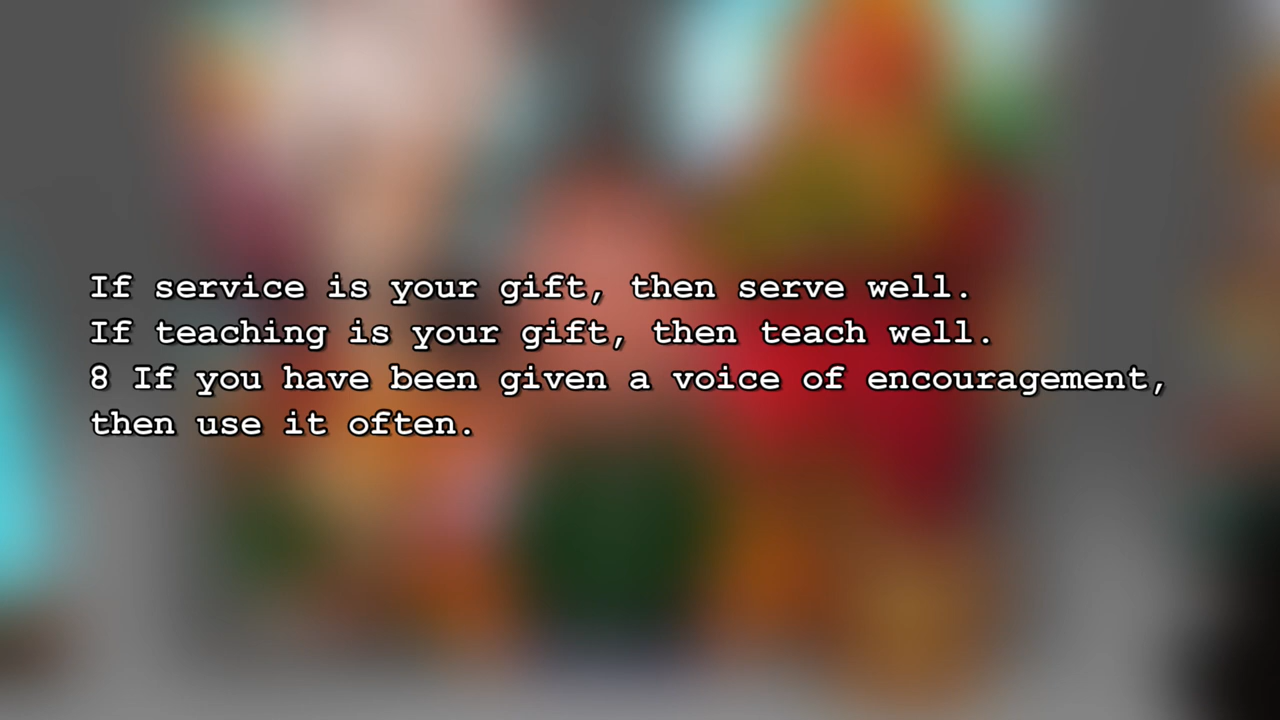 If service is your gift, then serve well.
If teaching is your gift, then teach well.
8 If you have been given a voice of encouragement,
then use it often.